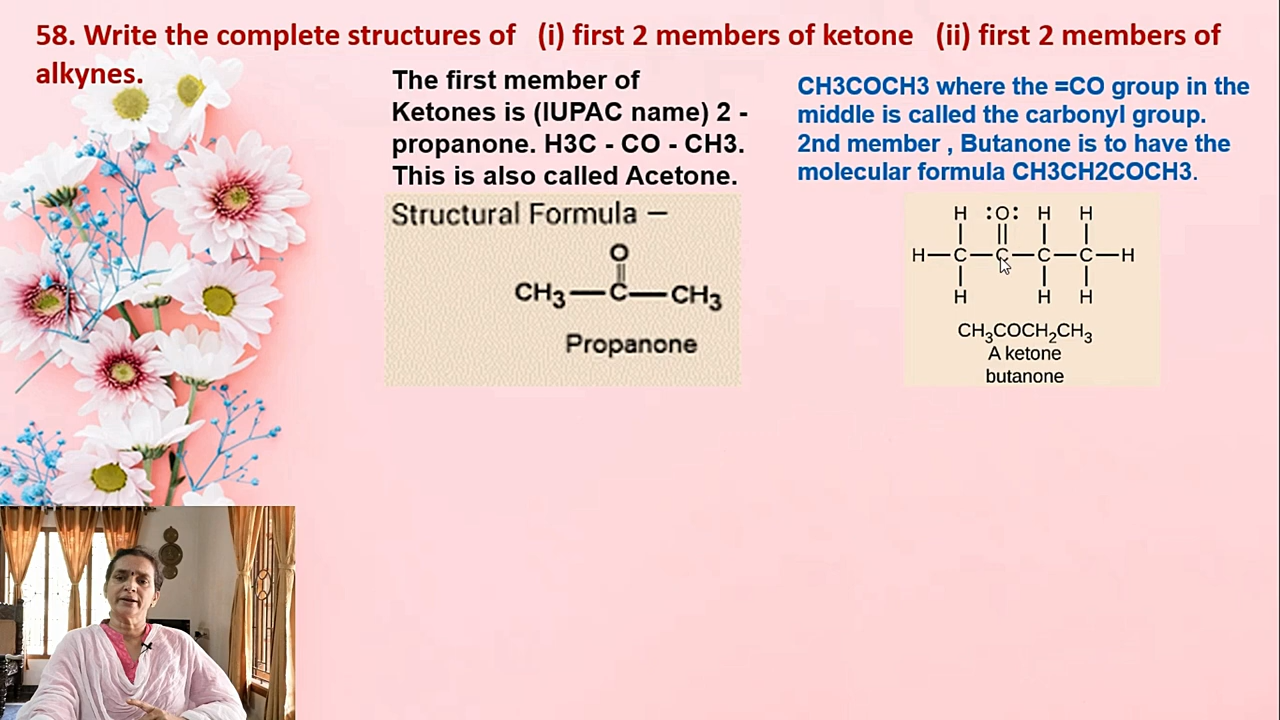 58. Write the complete structures of (i) first 2 members of ketone (ii) first 2 members of
alkynes.
The first member of
Ketones is (IUPAC name) 2 -
propanone. H3C - CO - CH3.
This is also called Acetone.
Structural Formula –
O
CH3—C—CH3
Propanone
CH3COCH3 where the =CO group in the
middle is called the carbonyl group.
2nd member , Butanone is to have the
molecular formula CH3CH2COCH3.
H :O: H H
H—C—C—C—C—H
H H H
CH3COCH2CH3
A ketone
butanone